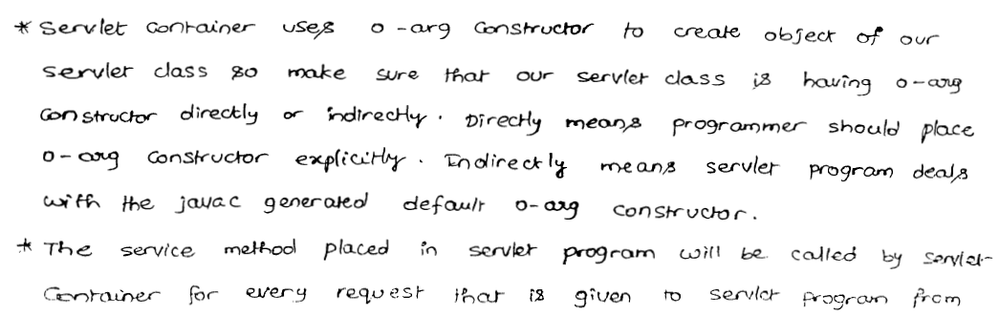 * Servlet Container uses 0-arg Constructor to create object of our
servlet class so make sure that our servlet class is having 0-arg
Constructor directly or indirectly. Directly means programmer should place
0-arg Constructor explicitly. Indirectly means servlet program deals
with the javac generated default 0-arg constructor.
* The service method placed in servlet program will be called by servlet-
Container for every request that is given to servlet program from